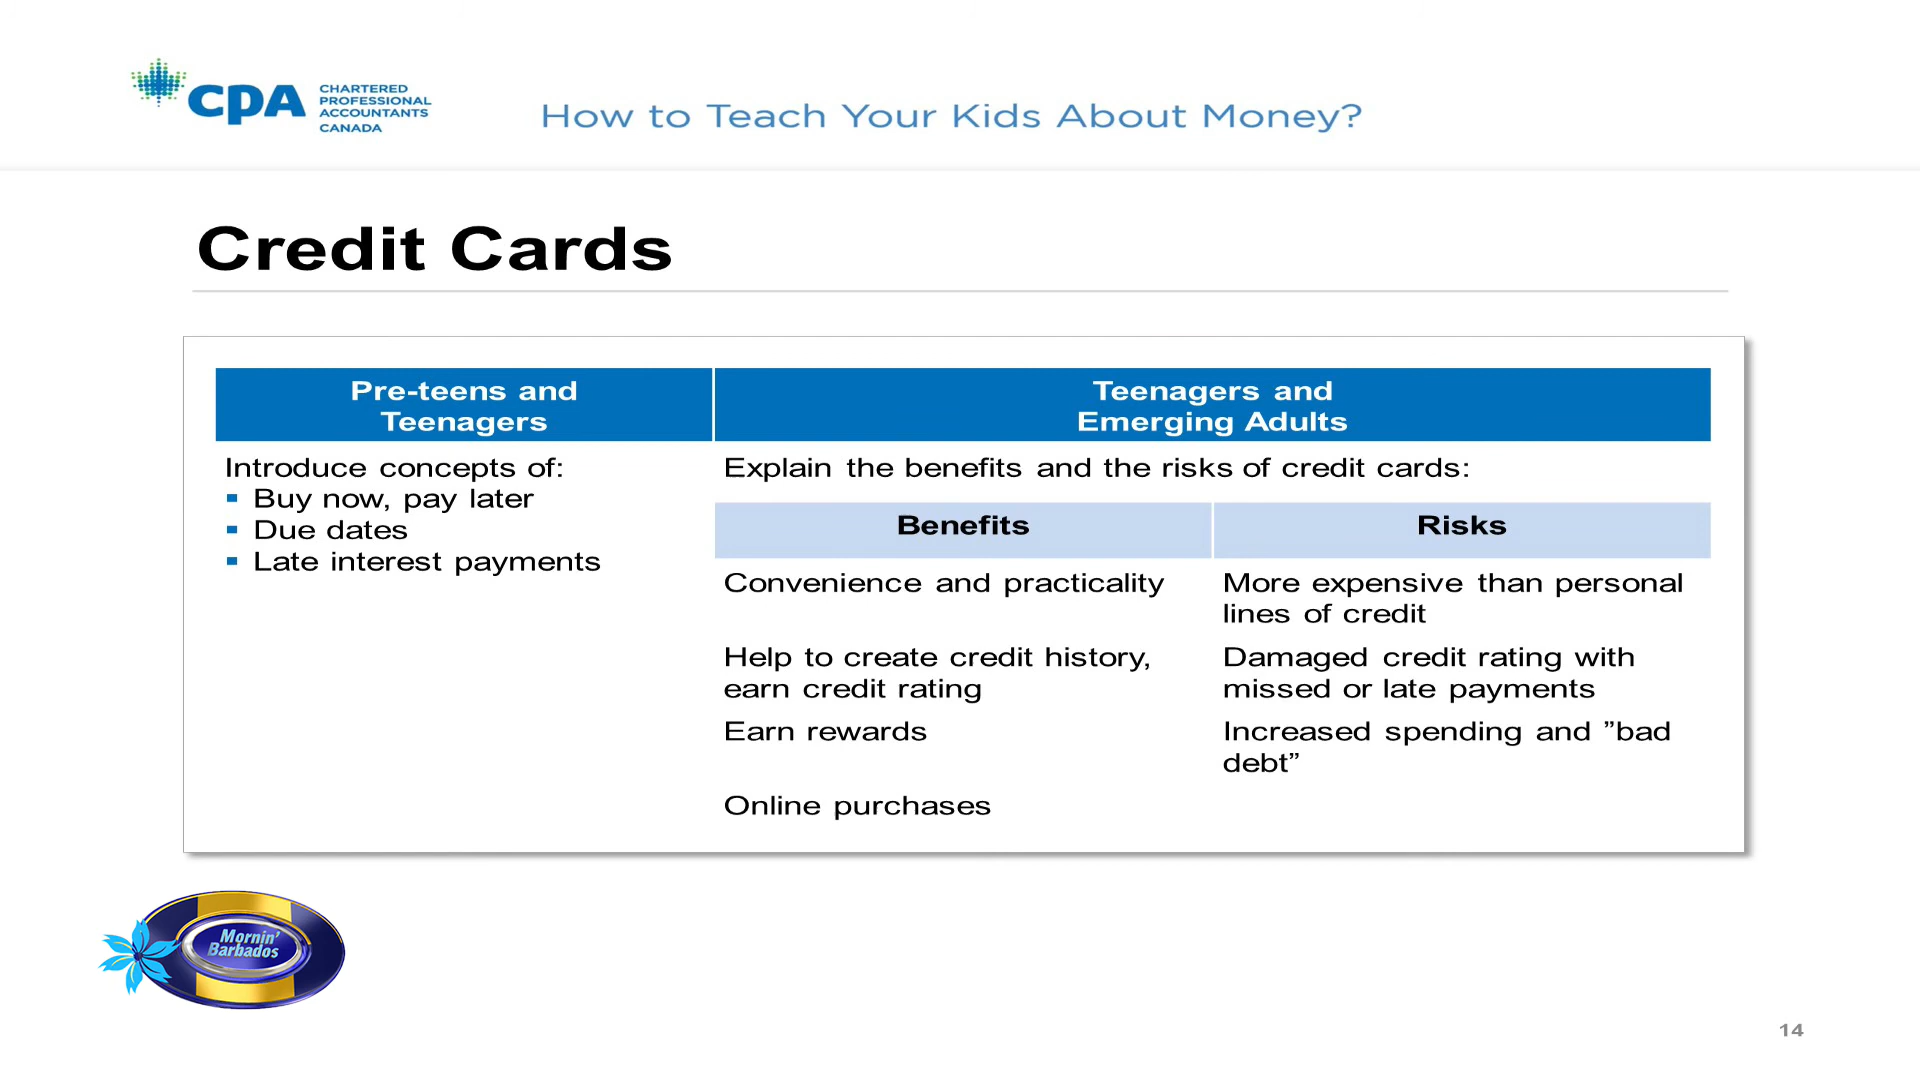 cpa
CHARTERED
PROFESSIONAL
ACCOUNTANTS
CANADA
How to Teach Your Kids About Money?
Credit Cards
Pre-teens and
Teenagers
Introduce concepts of:
▪ Buy now, pay later
▪ Due dates
▪ Late interest payments
Teenagers and
Emerging Adults
Explain the benefits and the risks of credit cards:
Benefits
Risks
Convenience and practicality
More expensive than personal
lines of credit
Help to create credit history,
earn credit rating
Damaged credit rating with
missed or late payments
Earn rewards
Increased spending and ”bad
debt”
Online purchases
Mornin'
Barbados
14